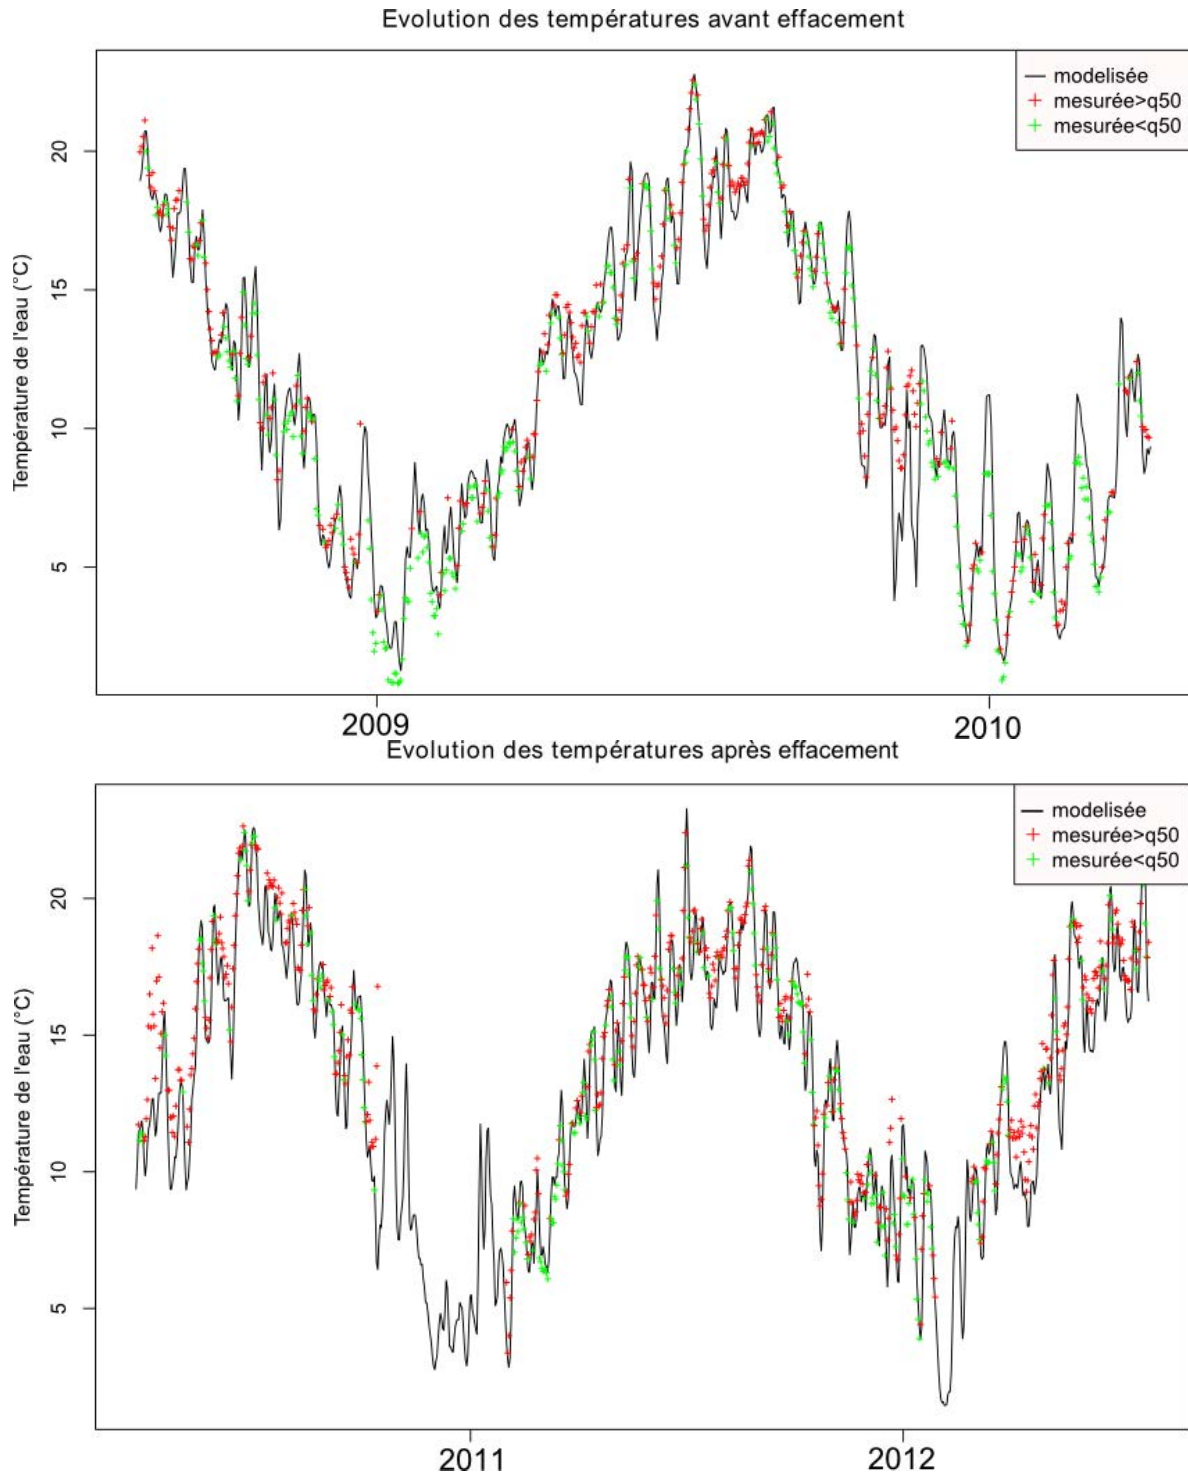 Evolution des températures avant effacement
modelisée
mesurée>q50
mesurée<q50
Température de l'eau (°C)
20
15
10
5
2009
2010
Evolution des températures après effacement
modelisée
mesurée>q50
mesurée<q50
Température de l'eau (°C)
20
15
10
5
2011
2012